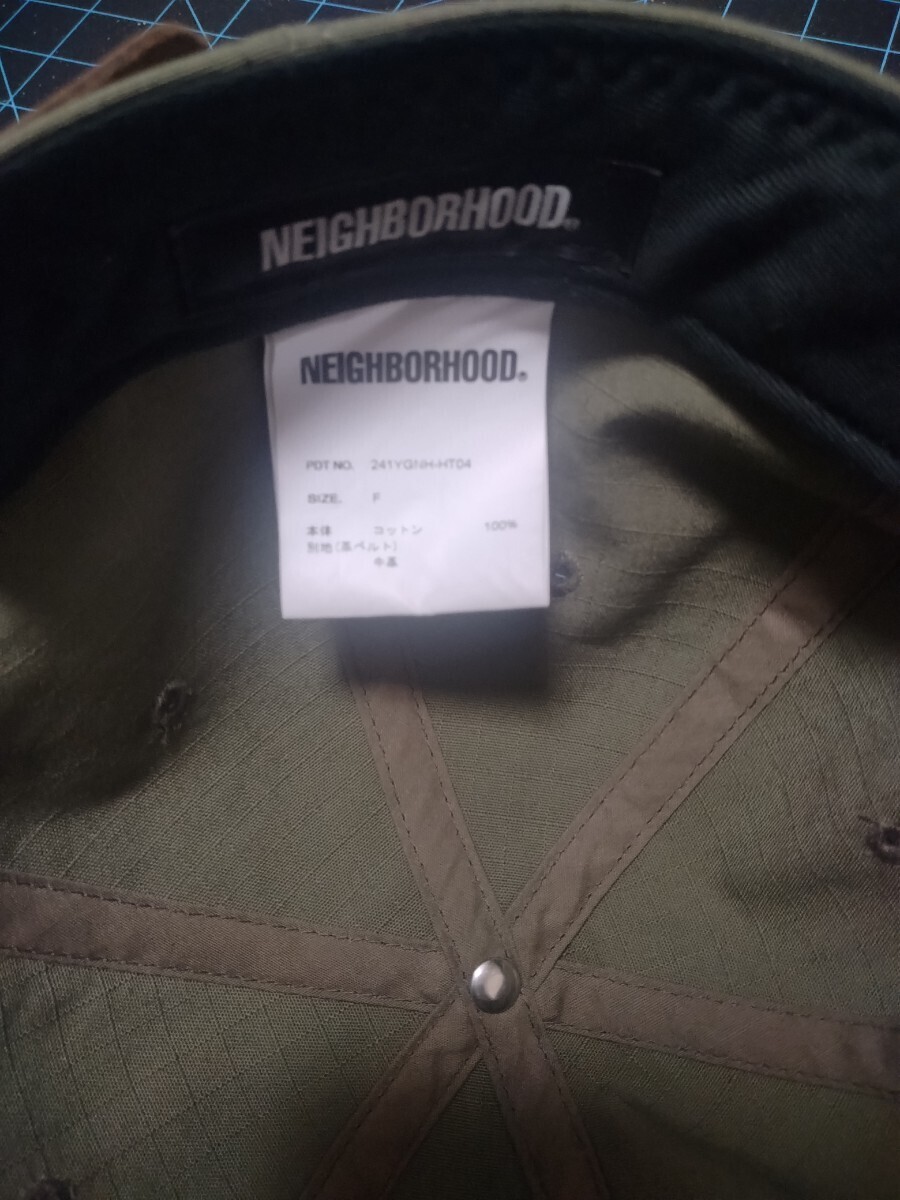 NEIGHBORHOOD®
NEIGHBORHOOD®
PDT NO. 241YGNH-HT04
SIZE. F
本体 コットン 100%
別地(革ベルト)
牛革